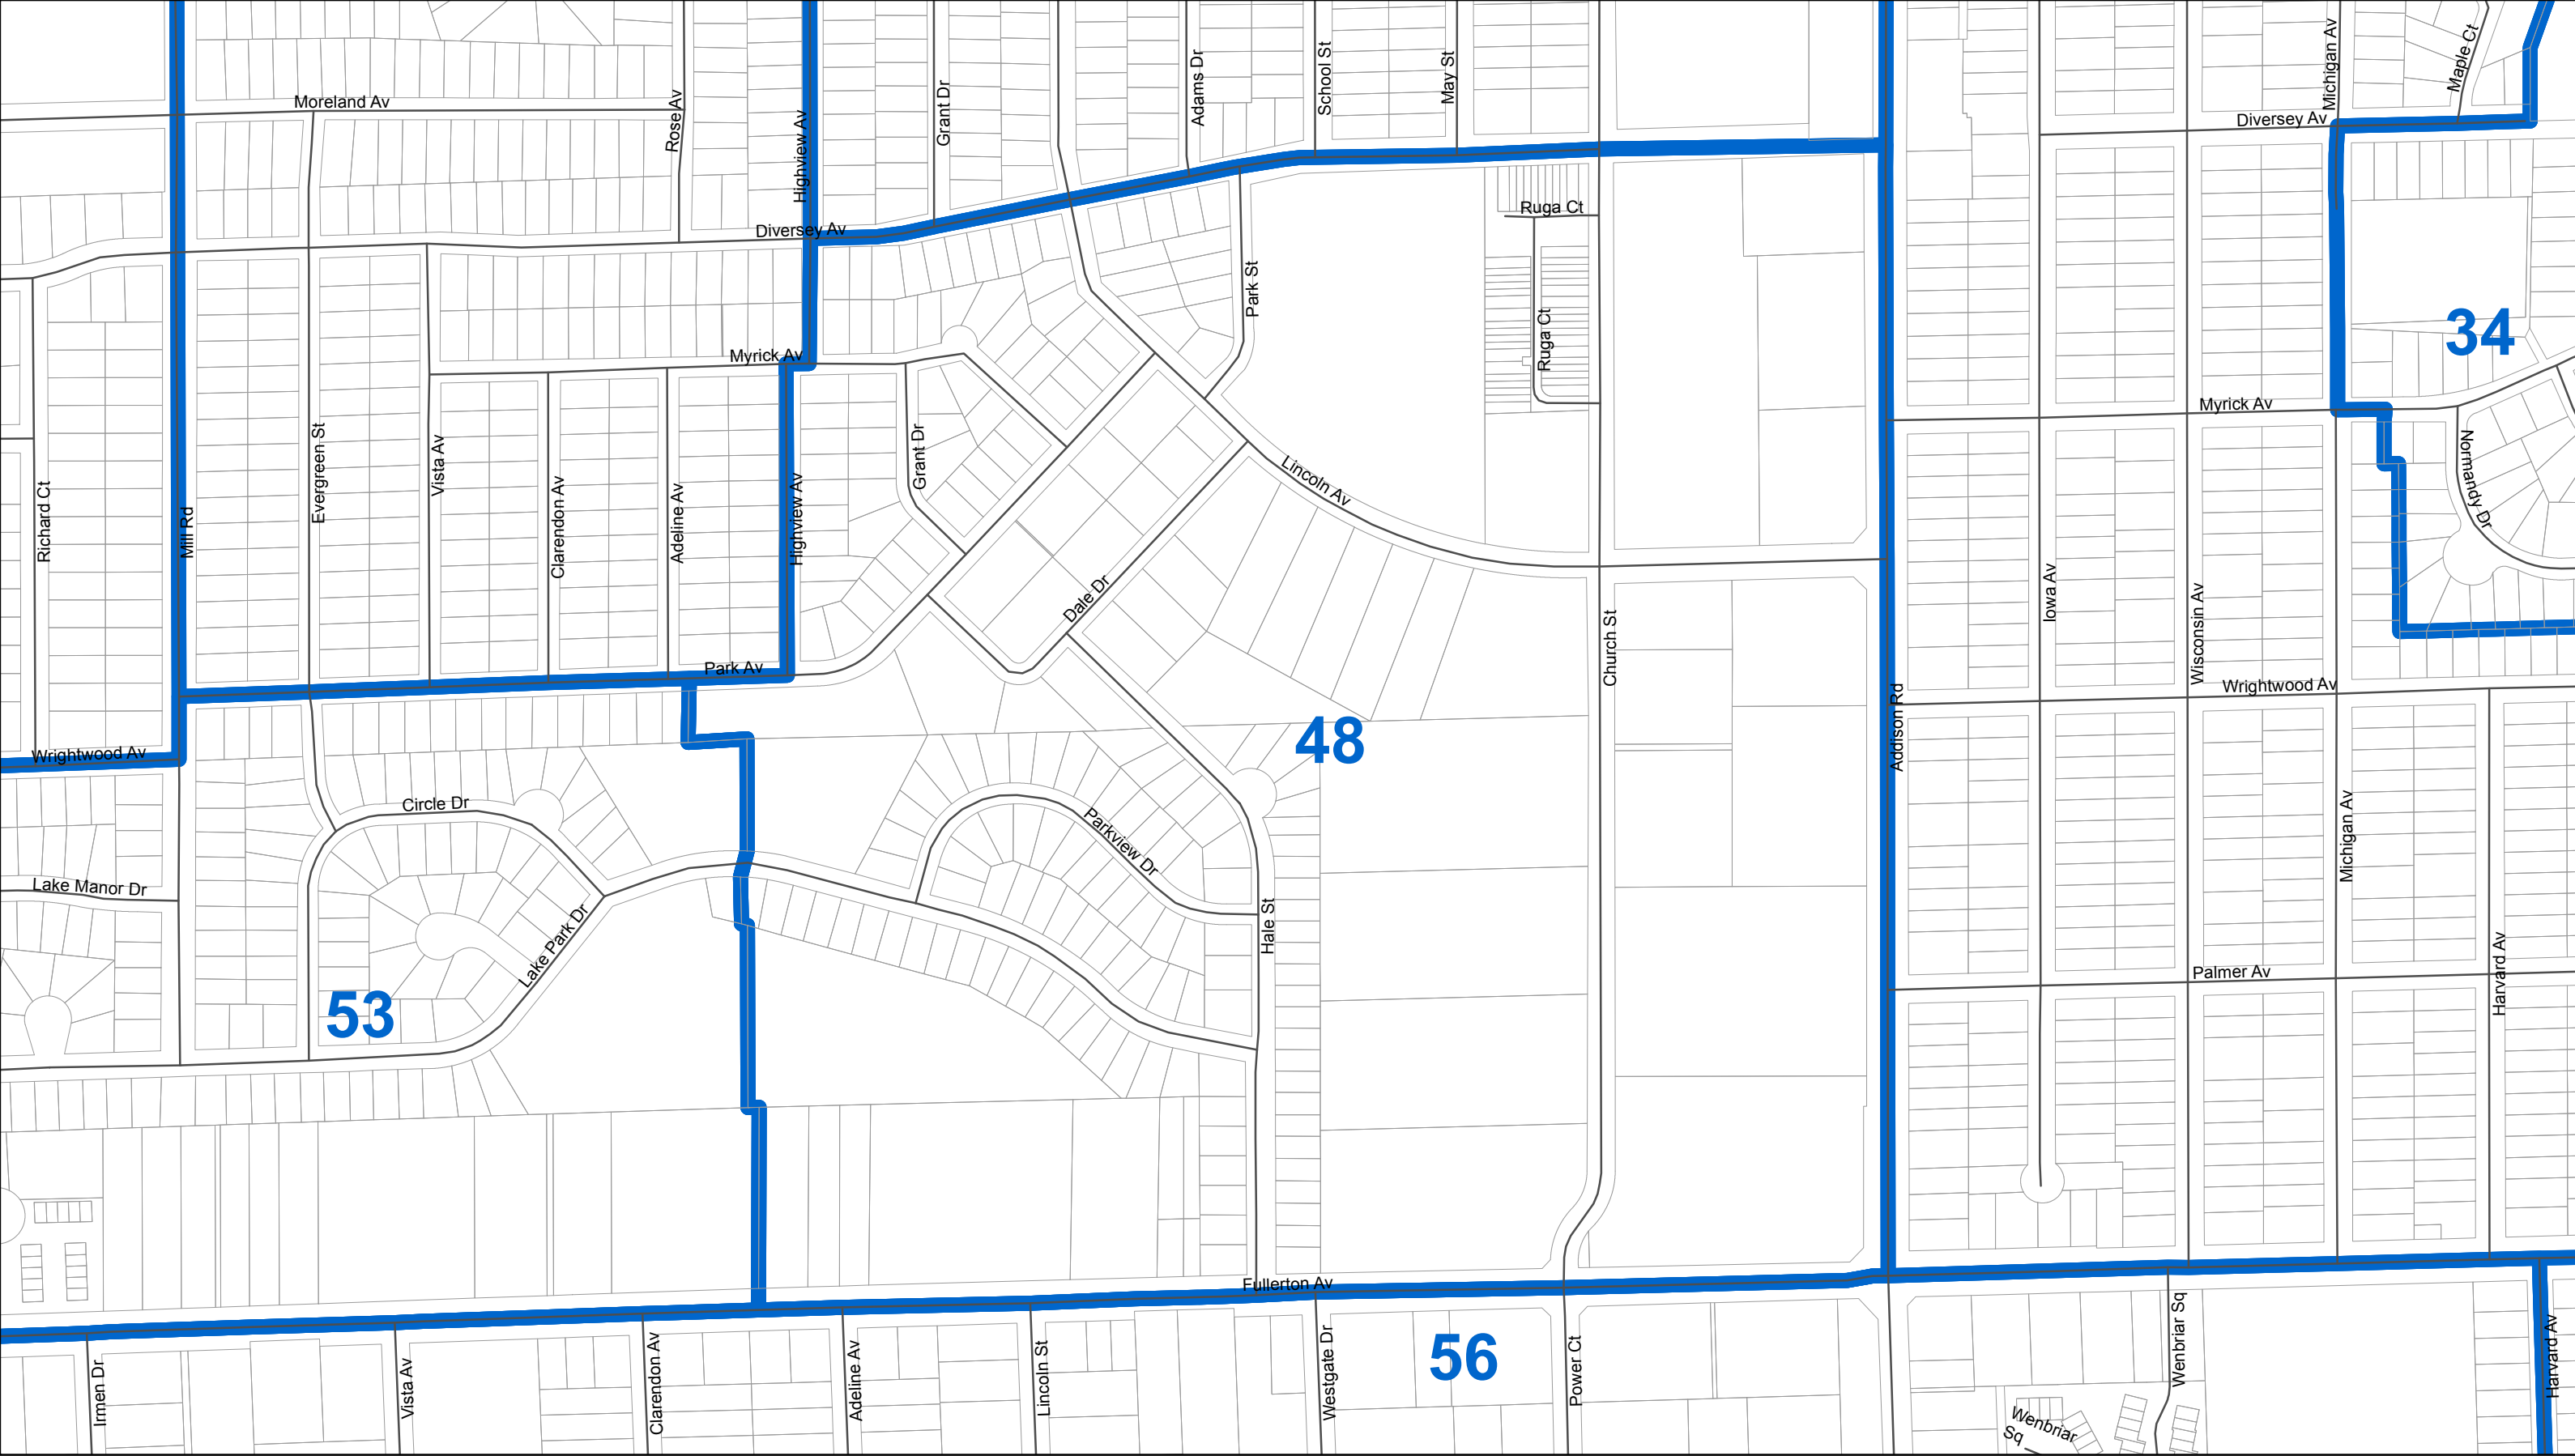 Moreland Av
Rose Av
Highview Av
Grant Dr
Adams Dr
School St
May St
Michigan Av
Maple Ct
Diversey Av
Diversey Av
Ruga Ct
Park St
Ruga Ct
34
Myrick Av
Myrick Av
Richard Ct
Mill Rd
Evergreen St
Vista Av
Clarendon Av
Adeline Av
Highview Av
Grant Dr
Lincoln Av
Normandy Dr
Dale Dr
Church St
Iowa Av
Wisconsin Av
Park Av
Wrightwood Av
Addison Rd
48
Wrightwood Av
Circle Dr
Parkview Dr
Michigan Av
Lake Manor Dr
Lake Park Dr
Hale St
Harvard Av
Palmer Av
53
Fullerton Av
Irmen Dr
Vista Av
Clarendon Av
Adeline Av
Lincoln St
Westgate Dr
56
Power Ct
Wenbriar Sq
Harvard Av
Wenbriar
Sq